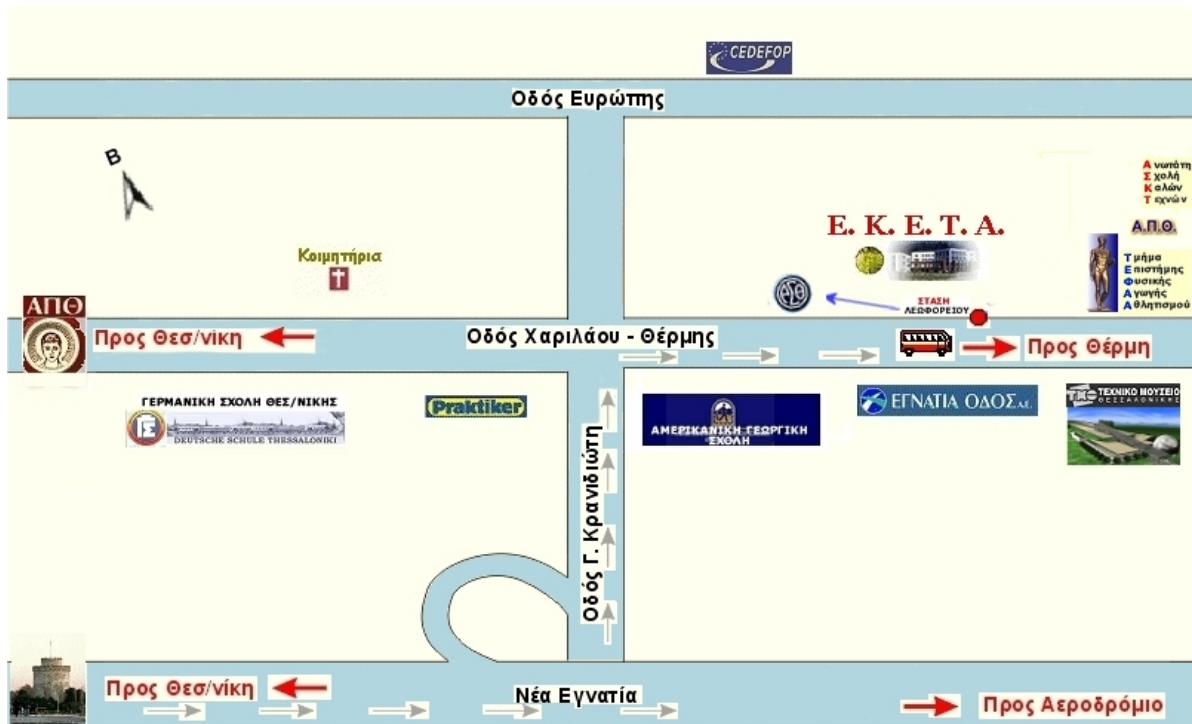 CEDEFOP
Οδός Ευρώπης
Β
Ανωτάτη
Σχολή
Καλών
Τεχνών
Α.Π.Θ.
Ε. Κ. Ε. Τ. Α.
Κοιμητήρια
Τμήμα
Επιστήμης
Φυσικής
Αγωγής
Αθλητισμού
ΑΣΘ
ΣΤΑΣΗ
ΛΕΩΦΟΡΕΙΟΥ
ΑΠΘ
Προς Θεσ/νίκη
Οδός Χαριλάου - Θέρμης
Προς Θέρμη
ΓΕΡΜΑΝΙΚΗ ΣΧΟΛΗ ΘΕΣ/ΝΙΚΗΣ
DEUTSCHE SCHULE THESSALONIKI
Praktiker
ΑΜΕΡΙΚΑΝΙΚΗ ΓΕΩΡΓΙΚΗ
ΣΧΟΛΗ
ΕΓΝΑΤΙΑ ΟΔΟΣ Α.Ε.
ΤΕΧΝΙΚΟ ΜΟΥΣΕΙΟ
ΘΕΣΣΑΛΟΝΙΚΗΣ
Οδός Γ. Κρανιδιώτη
Προς Θεσ/νίκη
Νέα Εγνατία
Προς Αεροδρόμιο